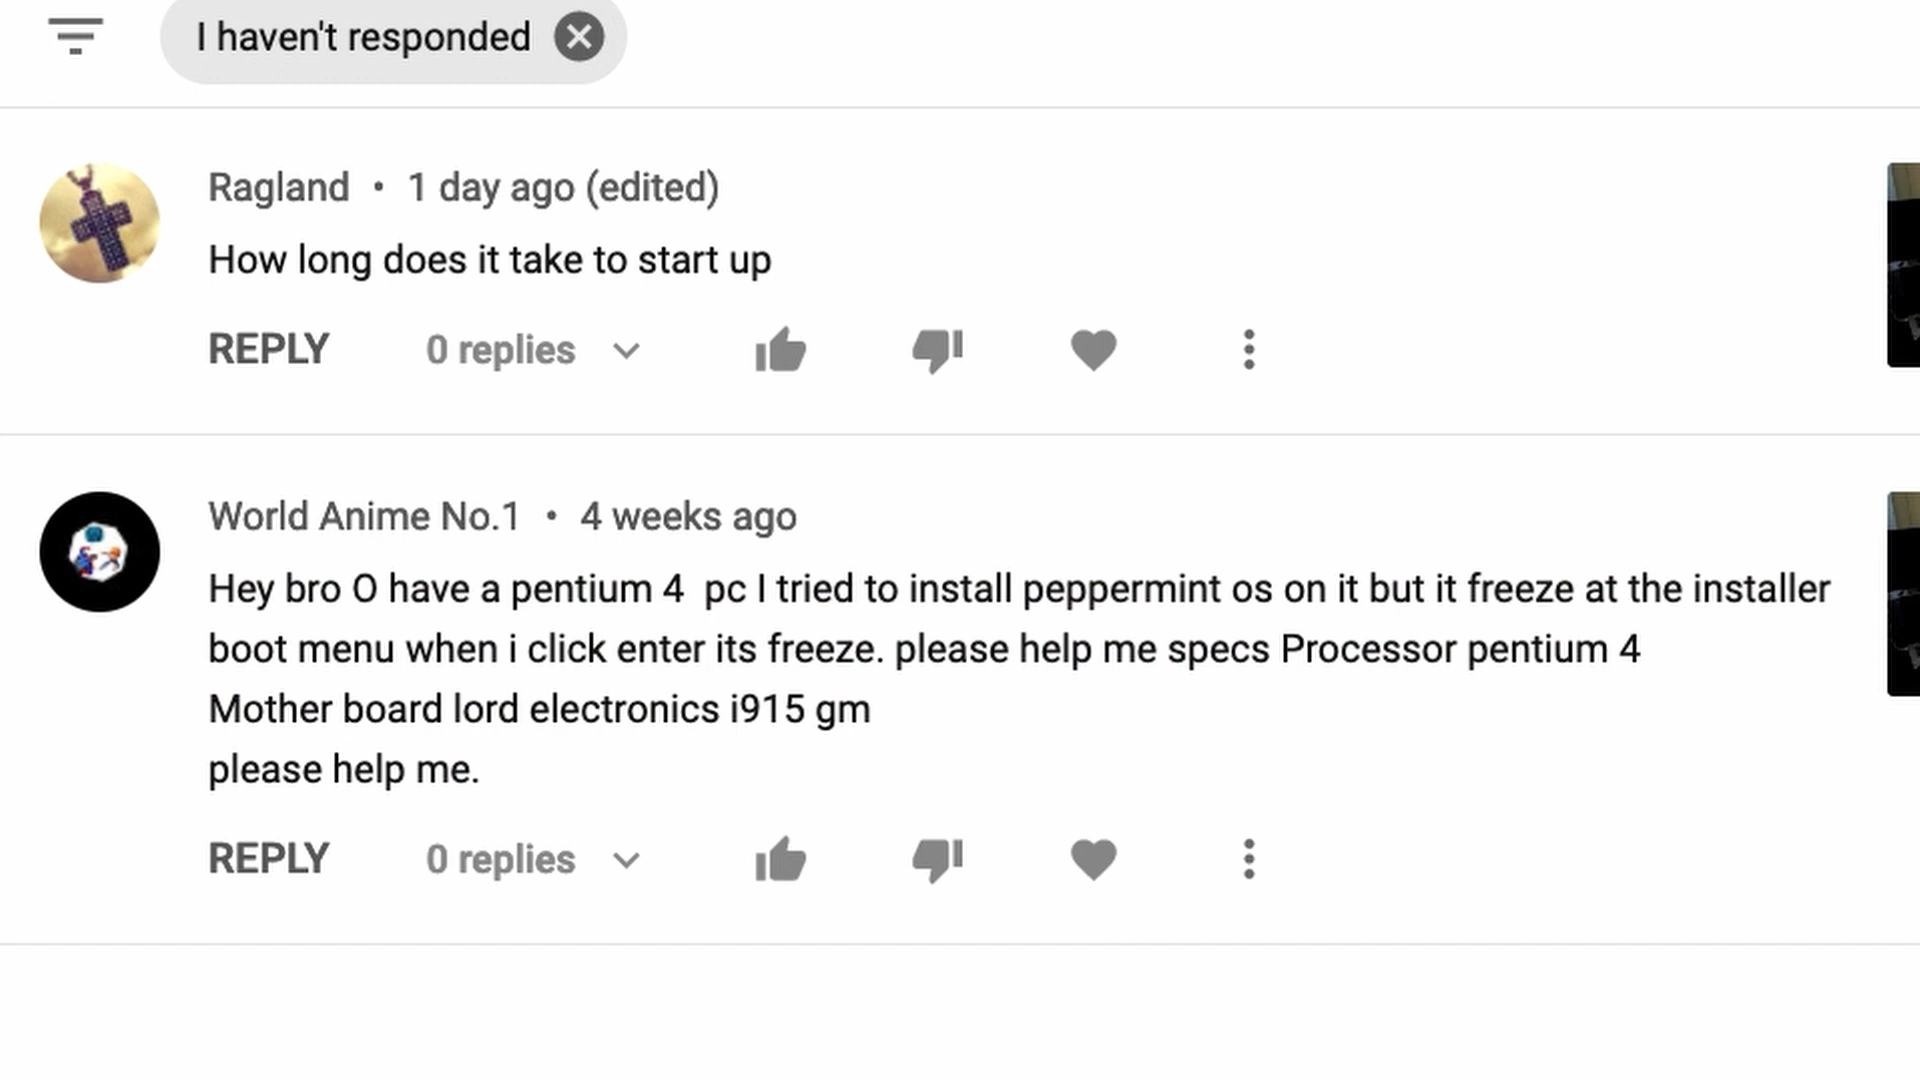 I haven't responded
Ragland • 1 day ago (edited)
How long does it take to start up
REPLY 0 replies
World Anime No.1 • 4 weeks ago
Hey bro O have a pentium 4  pc I tried to install peppermint os on it but it freeze at the installer
boot menu when i click enter its freeze. please help me specs Processor pentium 4
Mother board lord electronics i915 gm
please help me.
REPLY 0 replies